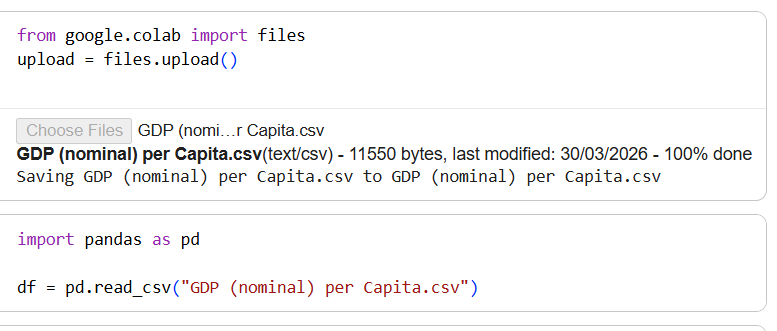 from google.colab import files
upload = files.upload()
Choose Files GDP (nomi…r Capita.csv
GDP (nominal) per Capita.csv(text/csv) - 11550 bytes, last modified: 30/03/2026 - 100% done
Saving GDP (nominal) per Capita.csv to GDP (nominal) per Capita.csv
import pandas as pd
df = pd.read_csv("GDP (nominal) per Capita.csv")